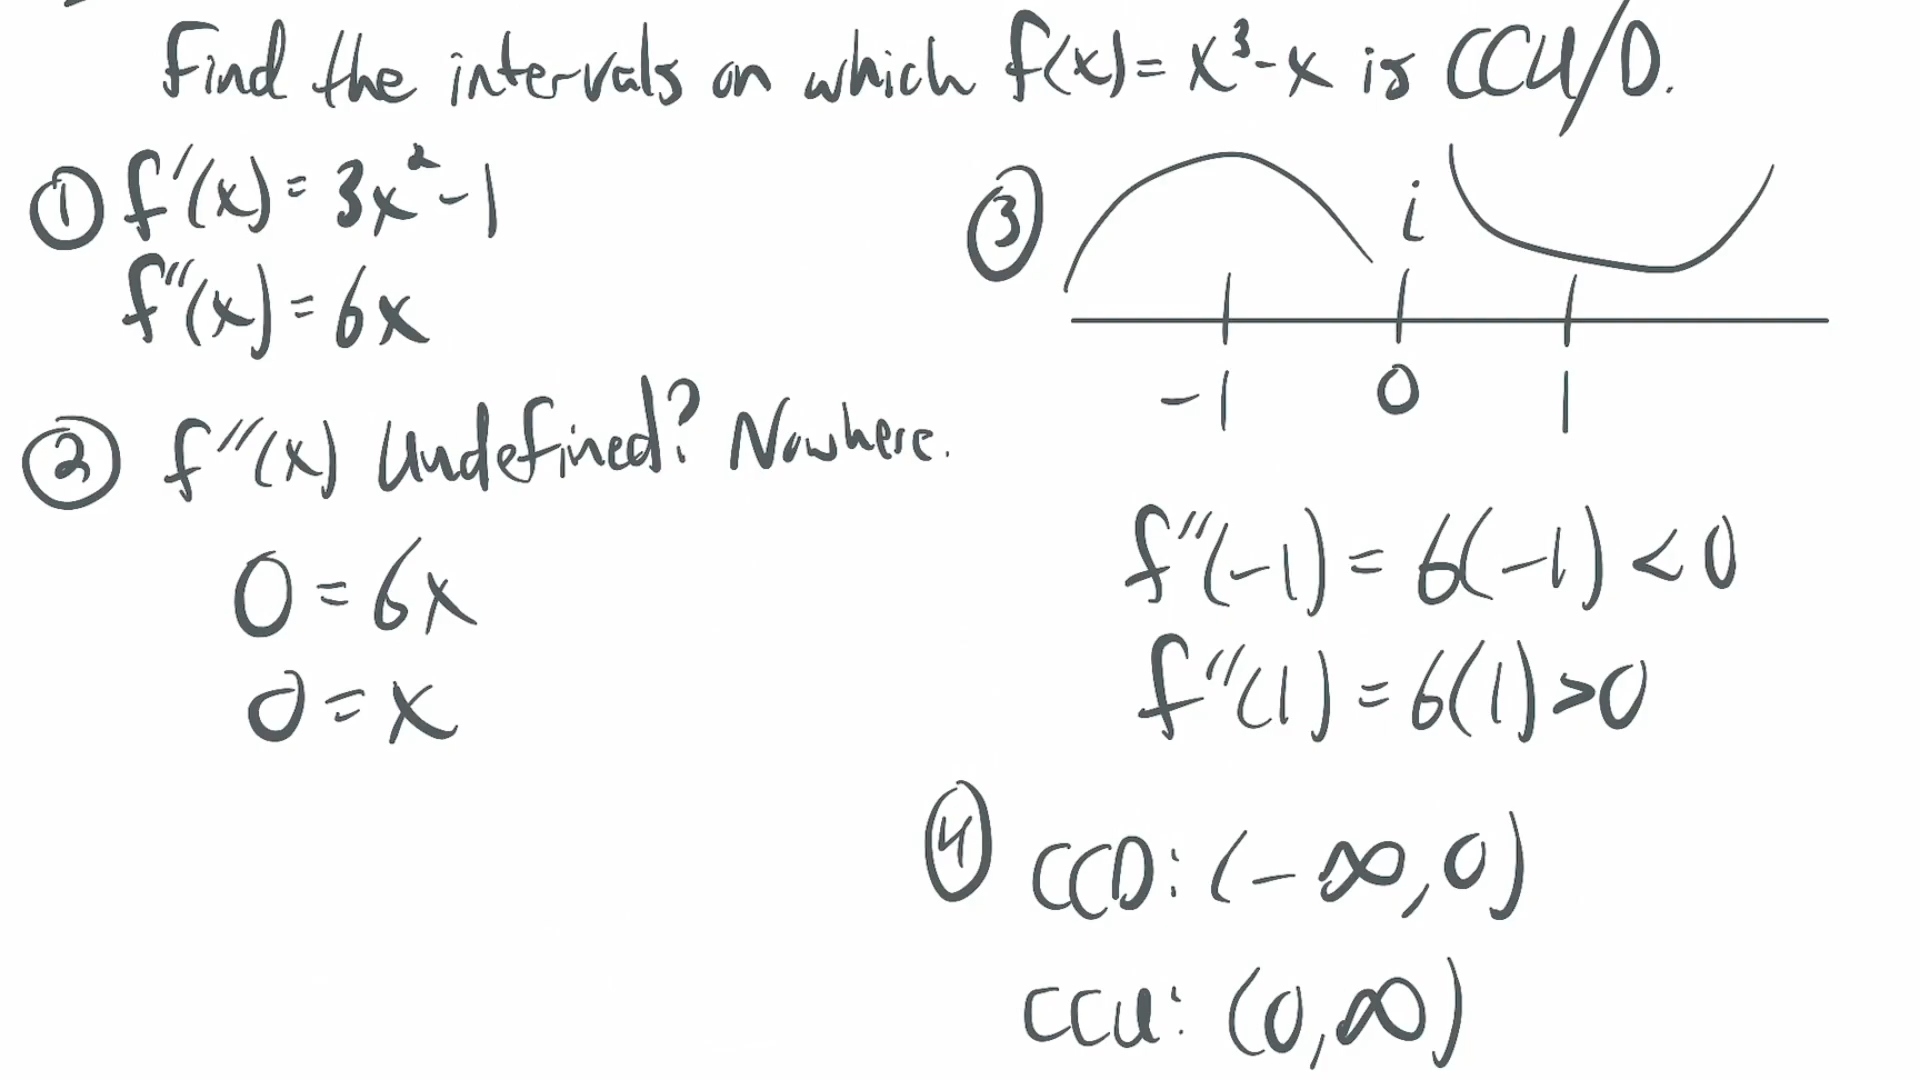 Find the intervals on which f(x) = x³-x is CCU/D.
① f'(x) = 3x²-1
f''(x) = 6x
② f''(x) Undefined? Nowhere.
0 = 6x
0 = x
③ i
-1 0 1
f''(-1) = 6(-1) < 0
f''(1) = 6(1) > 0
④ CCD: (-∞, 0)
CCU: (0, ∞)